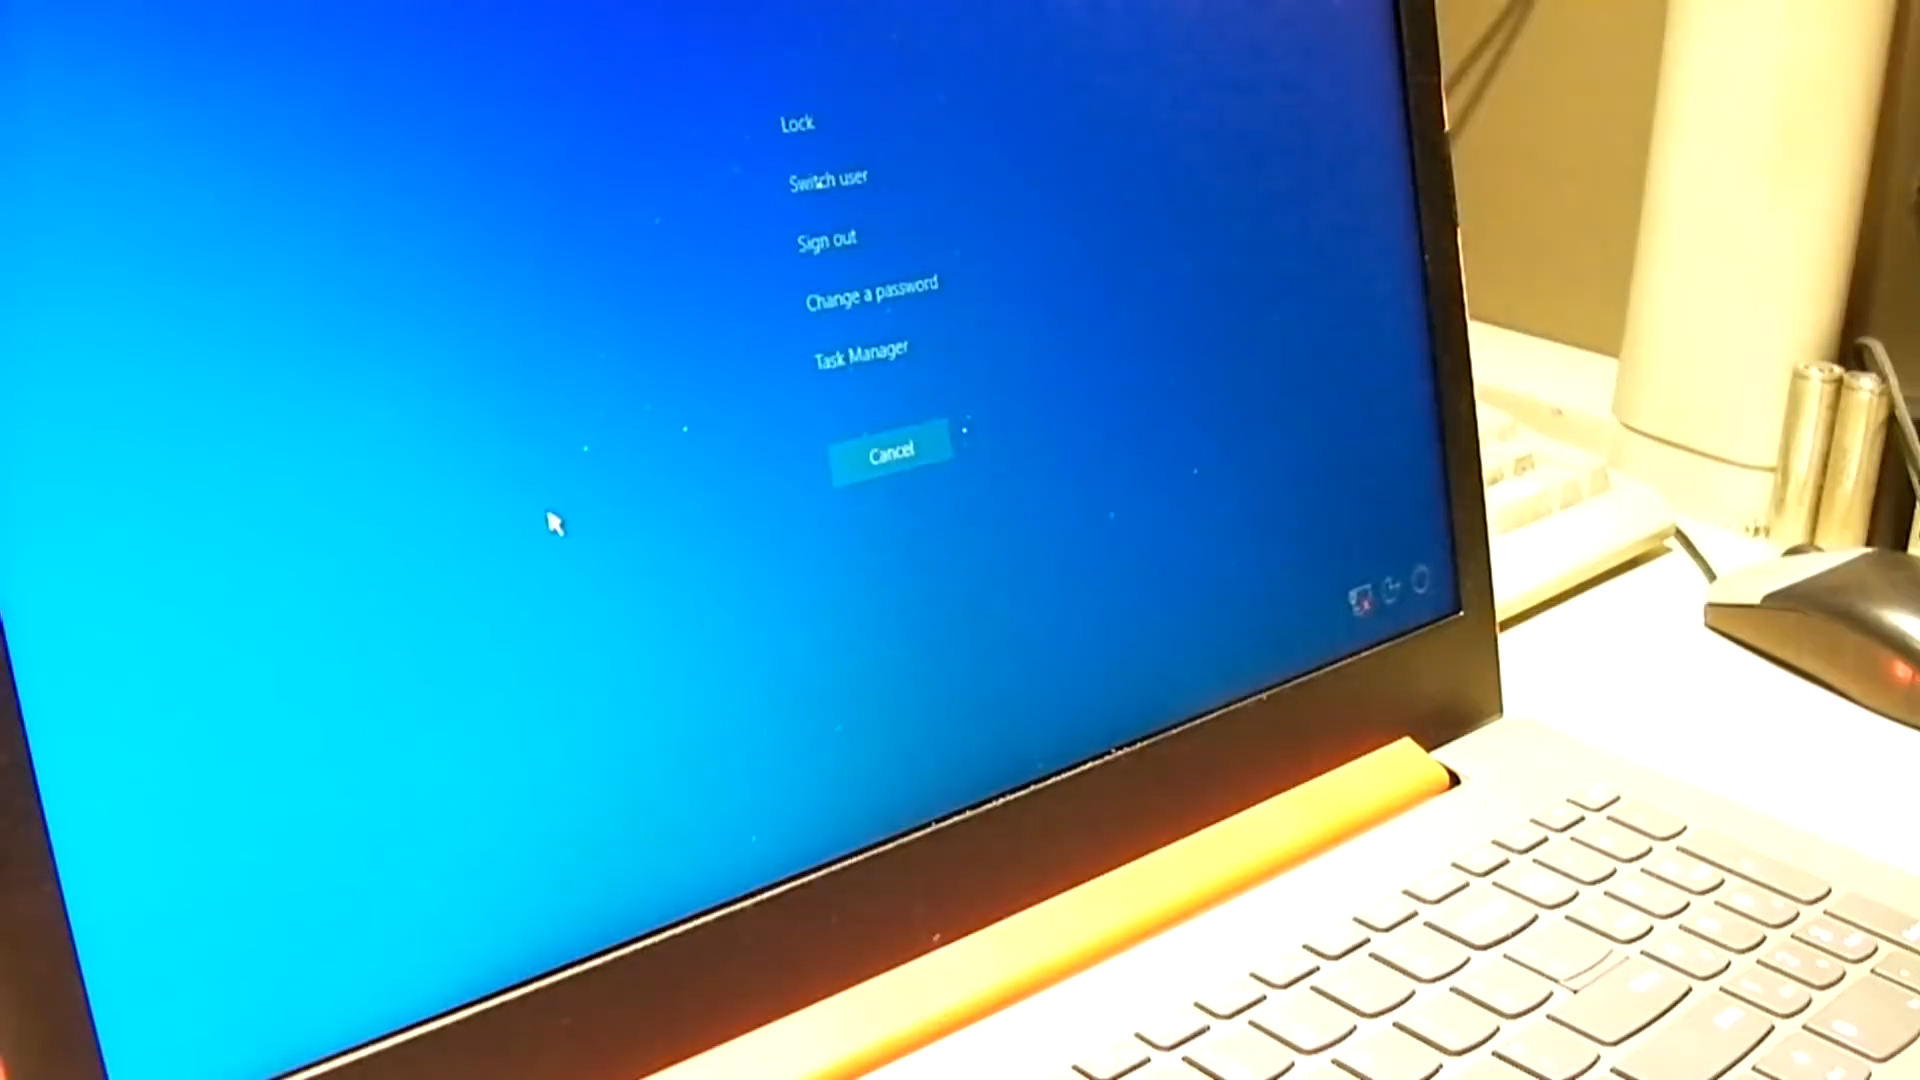 Lock
Switch user
Sign out
Change a password
Task Manager
Cancel